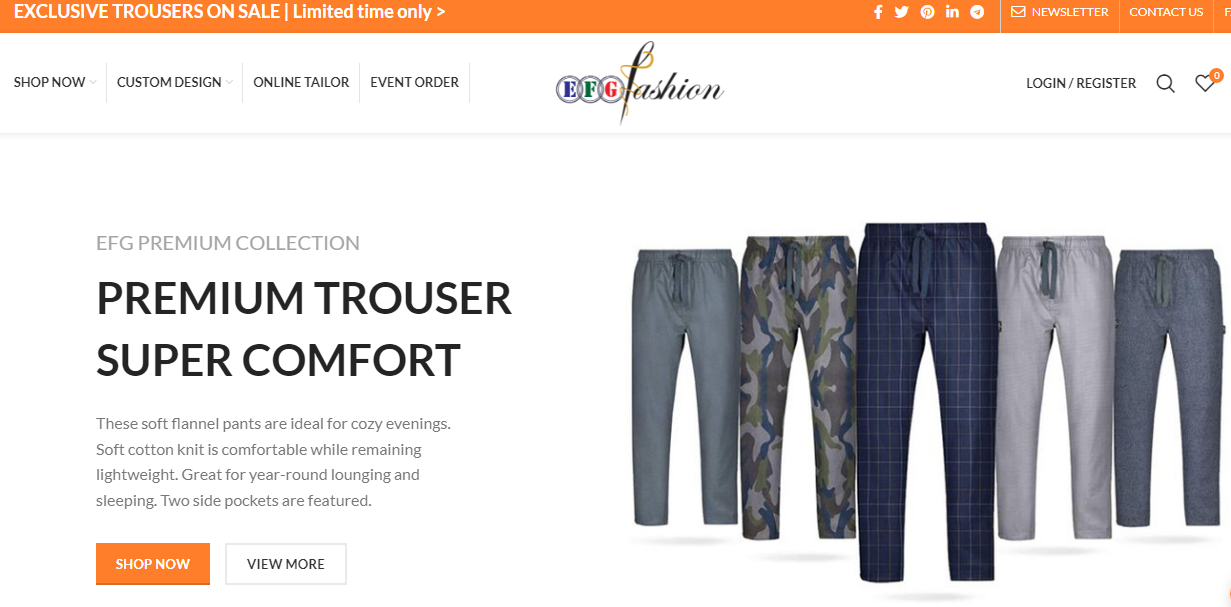 EXCLUSIVE TROUSERS ON SALE | Limited time only >
NEWSLETTER
CONTACT US
SHOP NOW
CUSTOM DESIGN
ONLINE TAILOR
EVENT ORDER
EFG fashion
LOGIN / REGISTER
0
EFG PREMIUM COLLECTION
PREMIUM TROUSER
SUPER COMFORT
These soft flannel pants are ideal for cozy evenings.
Soft cotton knit is comfortable while remaining
lightweight. Great for year-round lounging and
sleeping. Two side pockets are featured.
SHOP NOW
VIEW MORE